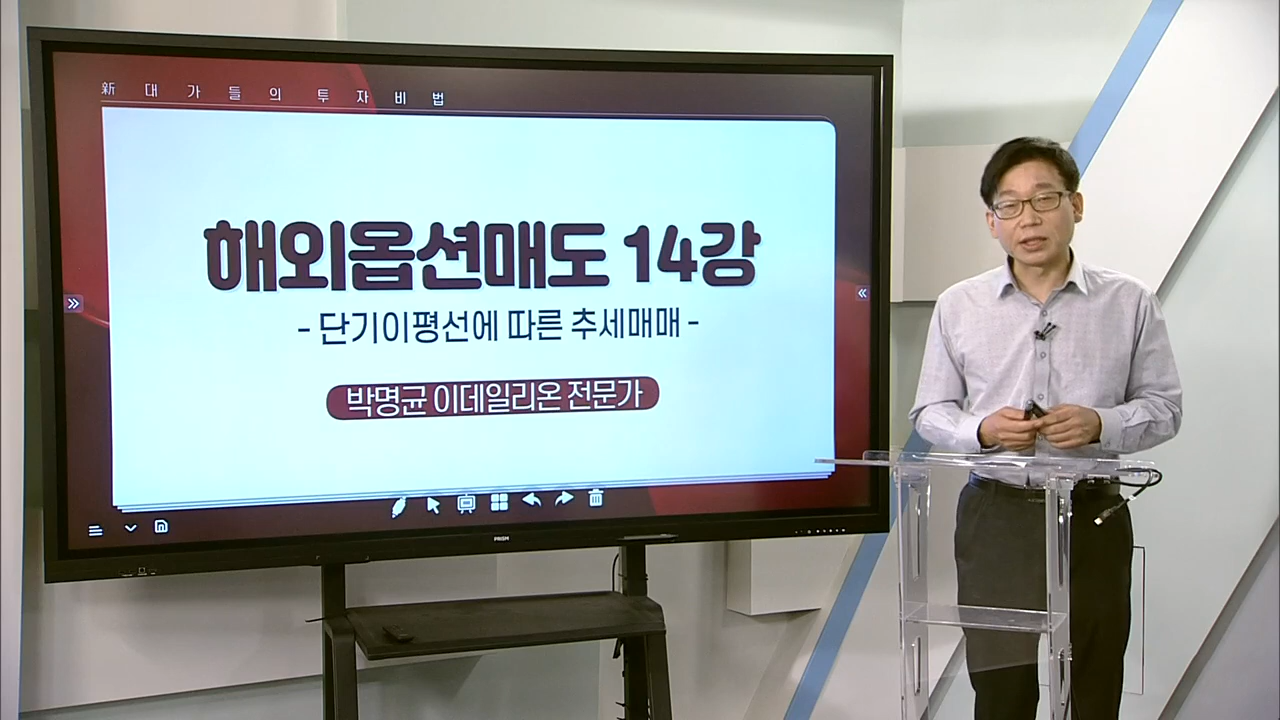 新 대 가 들 의 투 자 비 법
해외옵션매도 14강
- 단기이평선에 따른 추세매매 -
박명균 이데일리온 전문가
PRISM